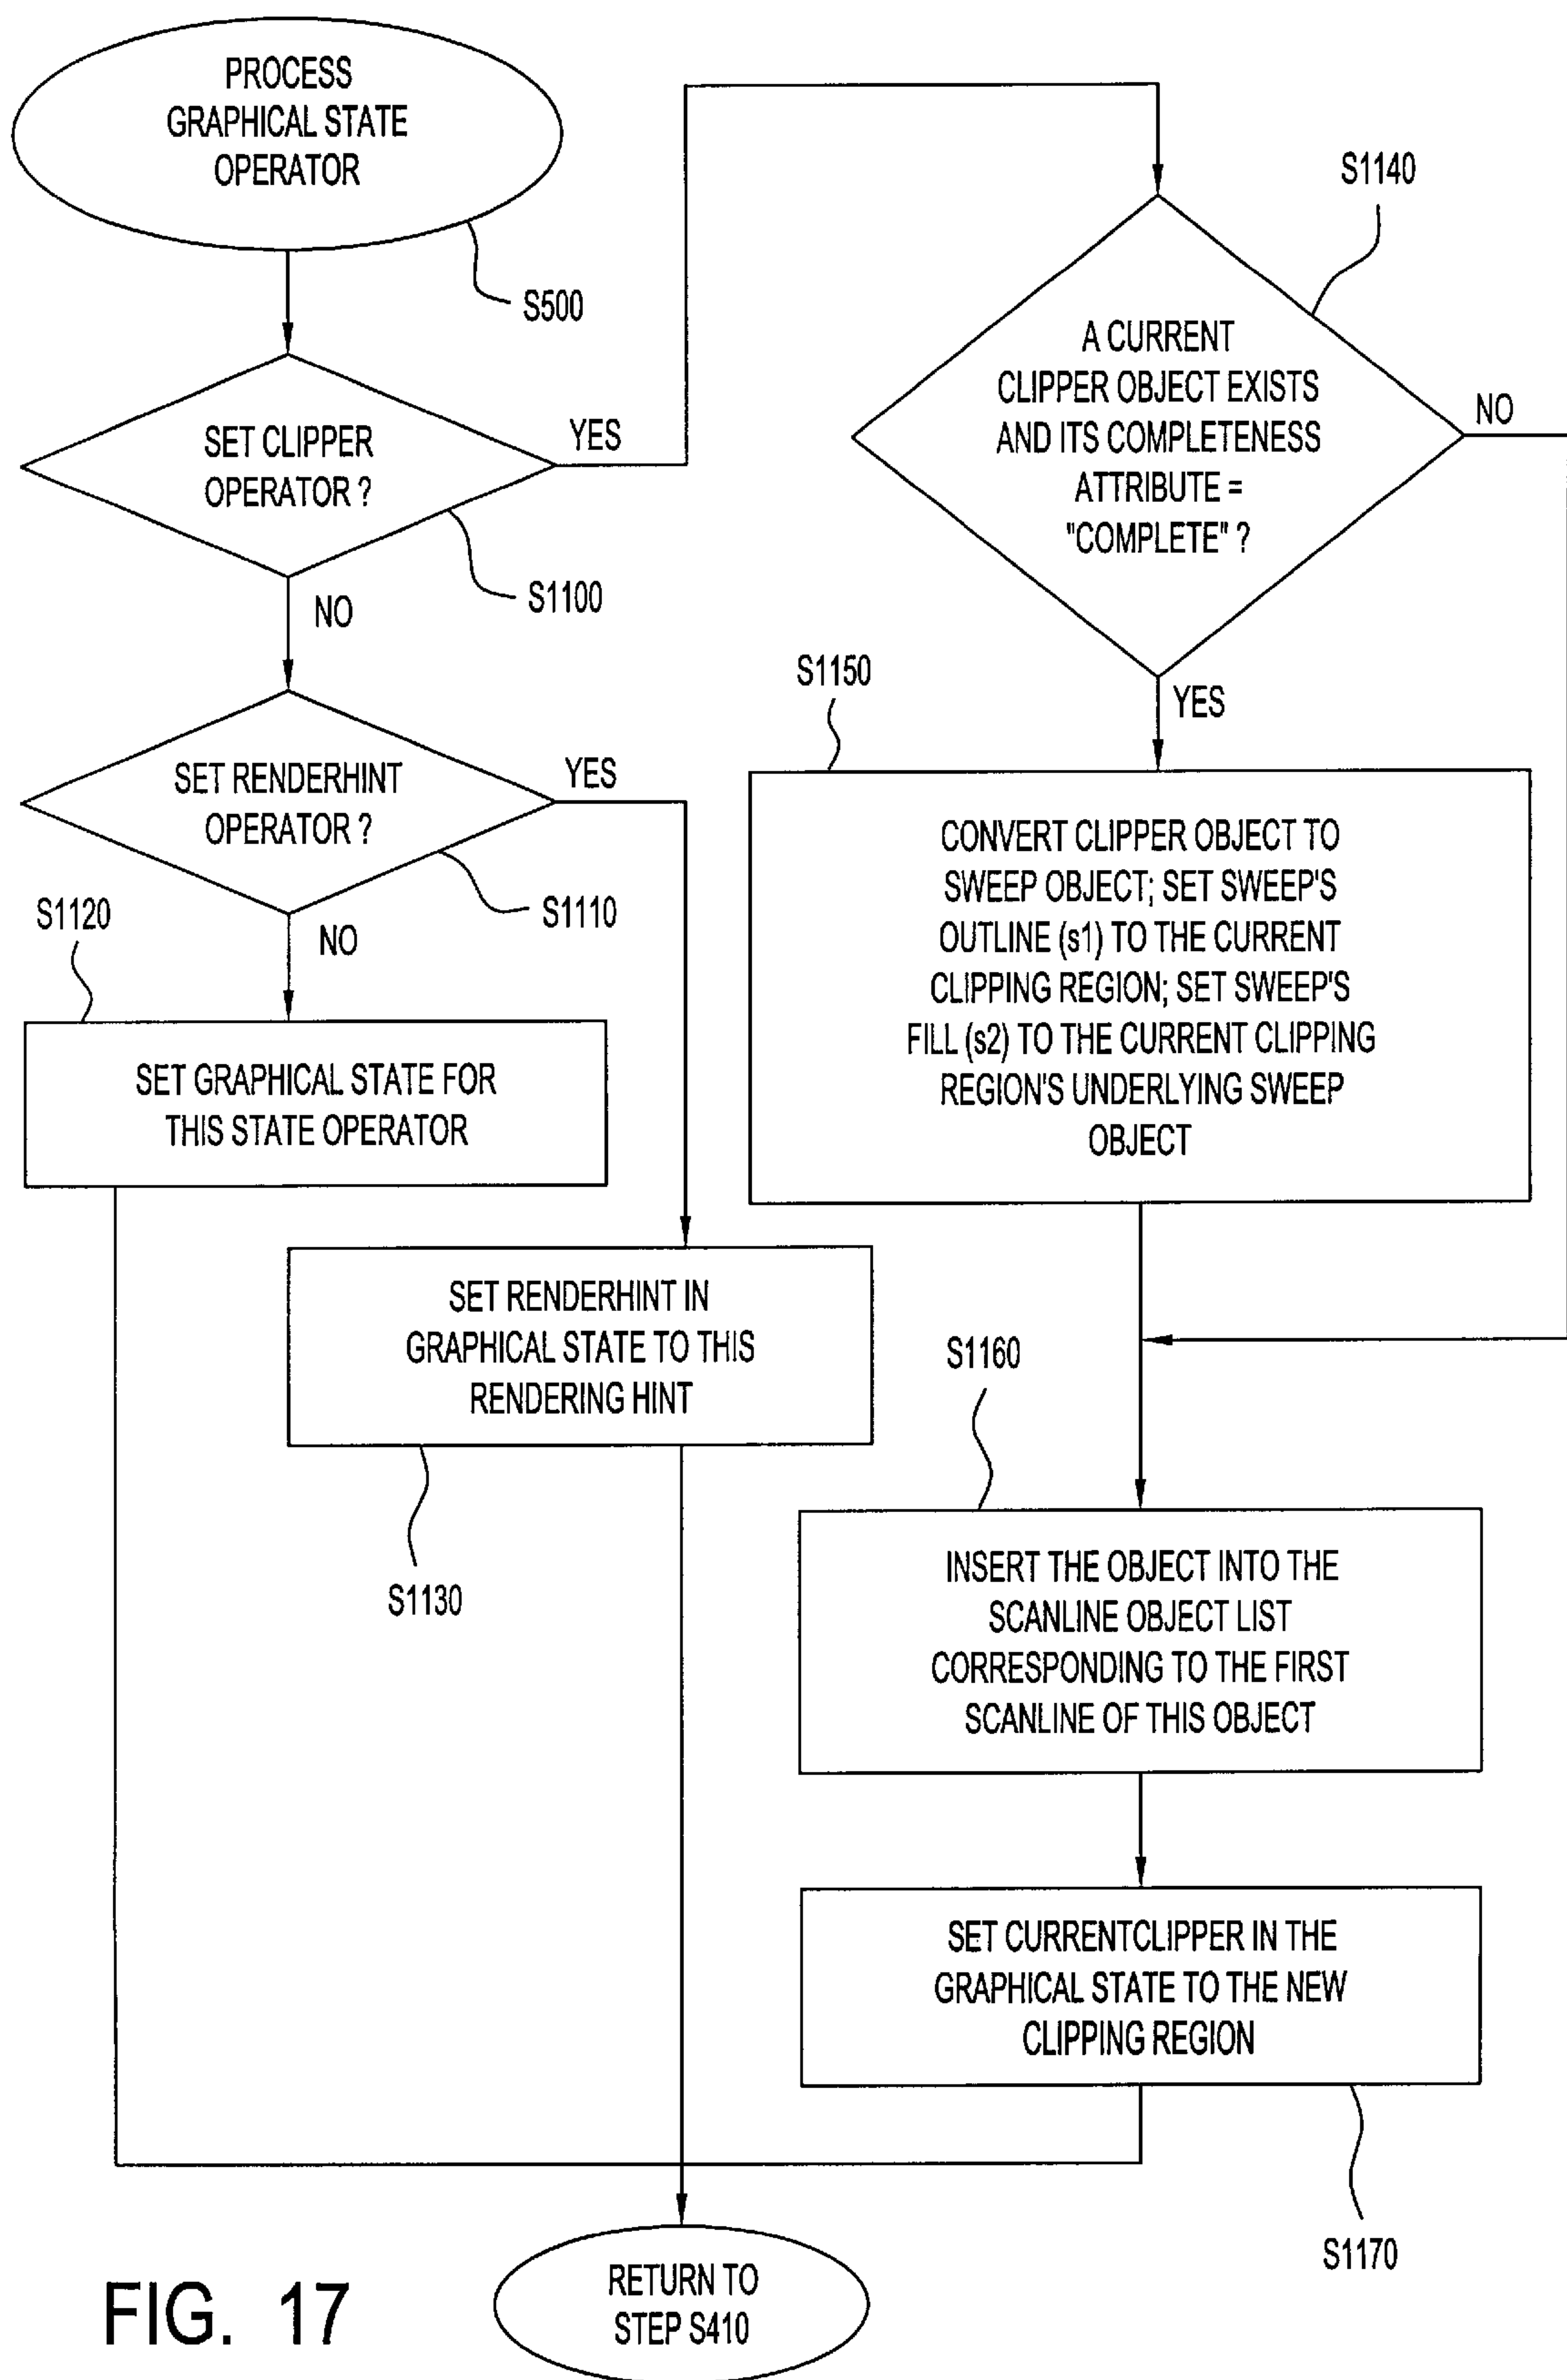 PROCESS
GRAPHICAL STATE
OPERATOR
S500
SET CLIPPER
OPERATOR ?
YES
S1100
NO
SET RENDERHINT
OPERATOR ?
YES
S1110
NO
S1120
SET GRAPHICAL STATE FOR
THIS STATE OPERATOR
SET RENDERHINT IN
GRAPHICAL STATE TO THIS
RENDERING HINT
S1130
S1140
A CURRENT
CLIPPER OBJECT EXISTS
AND ITS COMPLETENESS
ATTRIBUTE =
"COMPLETE" ?
NO
YES
S1150
CONVERT CLIPPER OBJECT TO
SWEEP OBJECT; SET SWEEP'S
OUTLINE (s1) TO THE CURRENT
CLIPPING REGION; SET SWEEP'S
FILL (s2) TO THE CURRENT CLIPPING
REGION'S UNDERLYING SWEEP
OBJECT
S1160
INSERT THE OBJECT INTO THE
SCANLINE OBJECT LIST
CORRESPONDING TO THE FIRST
SCANLINE OF THIS OBJECT
SET CURRENTCLIPPER IN THE
GRAPHICAL STATE TO THE NEW
CLIPPING REGION
S1170
RETURN TO
STEP S410
FIG. 17